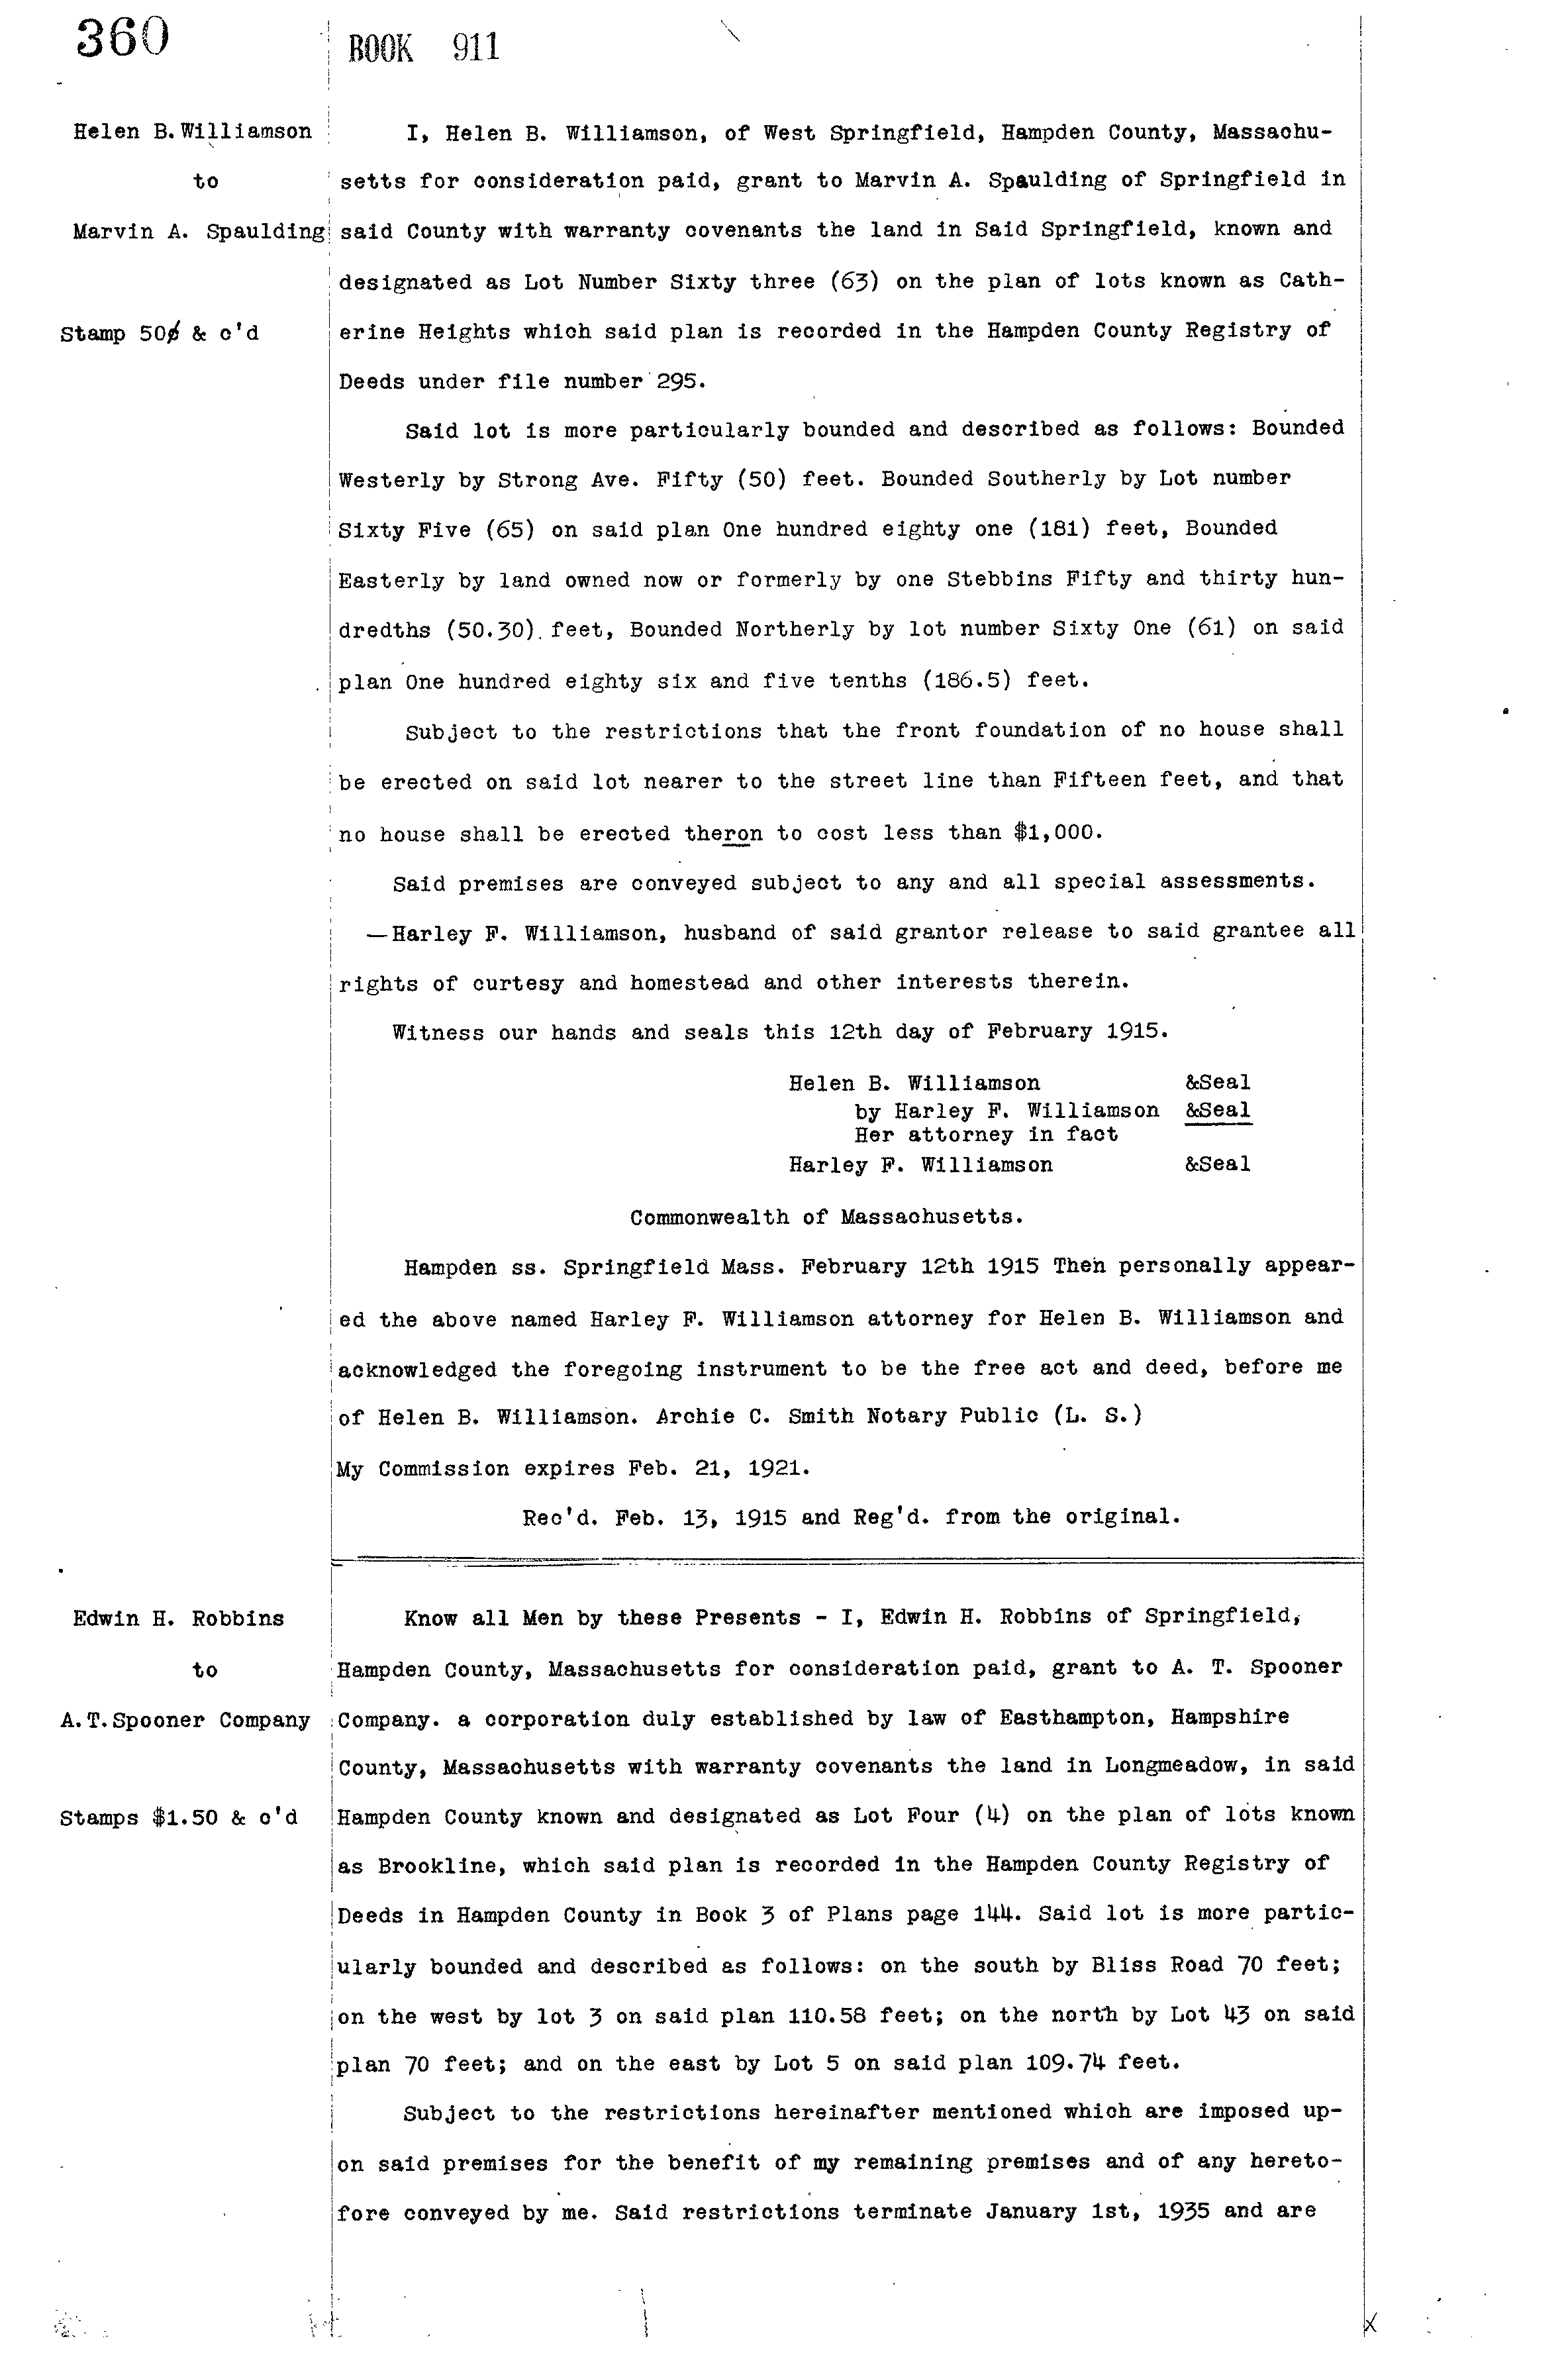 360
BOOK 911
Helen B. Williamson
to
Marvin A. Spaulding
Stamp 50¢ & c'd
I, Helen B. Williamson, of West Springfield, Hampden County, Massachu-
setts for consideration paid, grant to Marvin A. Spaulding of Springfield in
said County with warranty covenants the land in Said Springfield, known and
designated as Lot Number Sixty three (63) on the plan of lots known as Cath-
erine Heights which said plan is recorded in the Hampden County Registry of
Deeds under file number 295.
Said lot is more particularly bounded and described as follows: Bounded
Westerly by Strong Ave. Fifty (50) feet. Bounded Southerly by Lot number
Sixty Five (65) on said plan One hundred eighty one (181) feet, Bounded
Easterly by land owned now or formerly by one Stebbins Fifty and thirty hun-
dredths (50.30). feet, Bounded Northerly by lot number Sixty One (61) on said
plan One hundred eighty six and five tenths (186.5) feet.
Subject to the restrictions that the front foundation of no house shall
be erected on said lot nearer to the street line than Fifteen feet, and that
no house shall be erected theron to cost less than $1,000.
Said premises are conveyed subject to any and all special assessments.
—Harley F. Williamson, husband of said grantor release to said grantee all
rights of curtesy and homestead and other interests therein.
Witness our hands and seals this 12th day of February 1915.
Helen B. Williamson &Seal
by Harley F. Williamson &Seal
Her attorney in fact
Harley F. Williamson &Seal
Commonwealth of Massachusetts.
Hampden ss. Springfield Mass. February 12th 1915 Then personally appear-
ed the above named Harley F. Williamson attorney for Helen B. Williamson and
acknowledged the foregoing instrument to be the free act and deed, before me
of Helen B. Williamson. Archie C. Smith Notary Public (L. S.)
My Commission expires Feb. 21, 1921.
Rec'd. Feb. 13, 1915 and Reg'd. from the original.
Edwin H. Robbins
to
A.T.Spooner Company
Stamps $1.50 & c'd
Know all Men by these Presents - I, Edwin H. Robbins of Springfield,
Hampden County, Massachusetts for consideration paid, grant to A. T. Spooner
Company. a corporation duly established by law of Easthampton, Hampshire
County, Massachusetts with warranty covenants the land in Longmeadow, in said
Hampden County known and designated as Lot Four (4) on the plan of lots known
as Brookline, which said plan is recorded in the Hampden County Registry of
Deeds in Hampden County in Book 3 of Plans page 144. Said lot is more partic-
ularly bounded and described as follows: on the south by Bliss Road 70 feet;
on the west by lot 3 on said plan 110.58 feet; on the north by Lot 43 on said
plan 70 feet; and on the east by Lot 5 on said plan 109.74 feet.
Subject to the restrictions hereinafter mentioned which are imposed up-
on said premises for the benefit of my remaining premises and of any hereto-
fore conveyed by me. Said restrictions terminate January 1st, 1935 and are